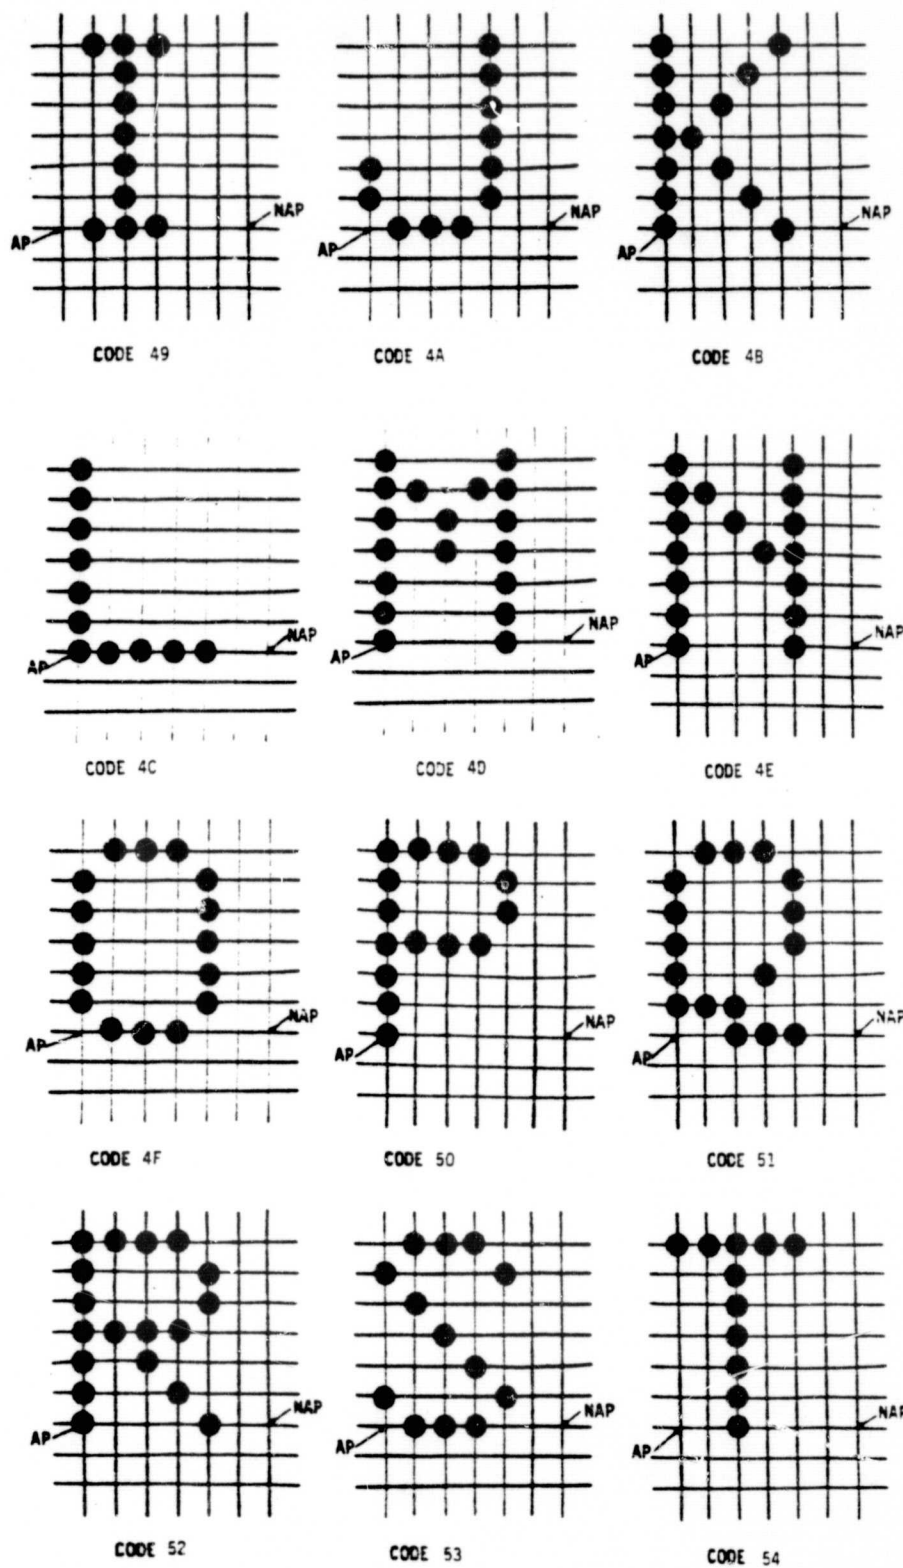 AP NAP AP NAP AP NAP
CODE 49 CODE 4A CODE 4B
AP NAP AP NAP AP NAP
CODE 4C CODE 4D CODE 4E
AP NAP AP NAP AP NAP
CODE 4F CODE 50 CODE 51
AP NAP AP NAP AP NAP
CODE 52 CODE 53 CODE 54